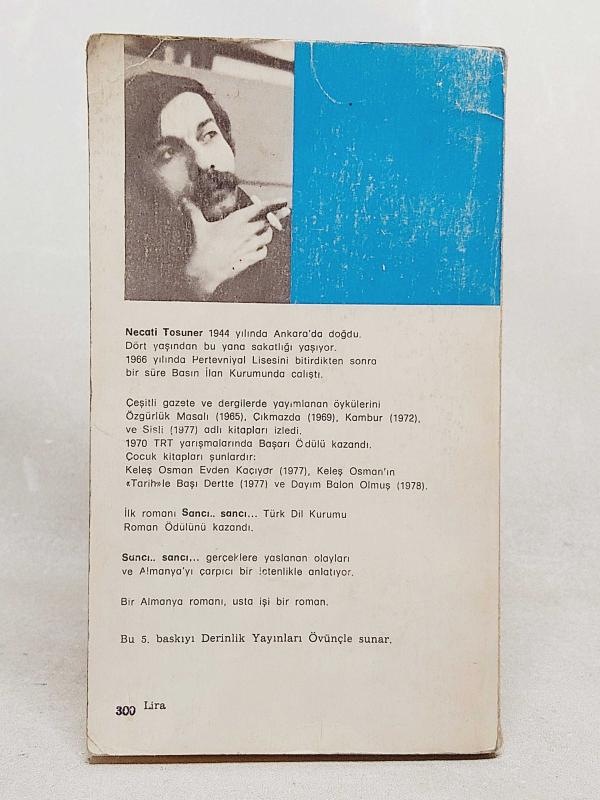 Necati Tosuner 1944 yılında Ankara'da doğdu.
Dört yaşından bu yana sakatlığı yaşıyor.
1966 yılında Pertevniyal Lisesini bitirdikten sonra
bir süre Basın İlan Kurumunda calıştı.
Çeşitli gazete ve dergilerde yayımlanan öykülerini
Özgürlük Masalı (1965), Çıkmazda (1969), Kambur (1972),
ve Sisli (1977) adlı kitapları izledi.
1970 TRT yarışmalarında Başarı Ödülü kazandı.
Çocuk kitapları şunlardır:
Keleş Osman Evden Kaçıyor (1977), Keleş Osman'ın
«Tarih»le Başı Dertte (1977) ve Dayım Balon Olmuş (1978).
İlk romanı Sancı.. sancı... Türk Dil Kurumu
Roman Ödülünü kazandı.
Sancı.. sancı... gerçeklere yaslanan olayları
ve Almanya'yı çarpıcı bir içtenlikle anlatıyor.
Bir Almanya romanı, usta işi bir roman.
Bu 5. baskıyı Derinlik Yayınları Övünçle sunar.
300 Lira